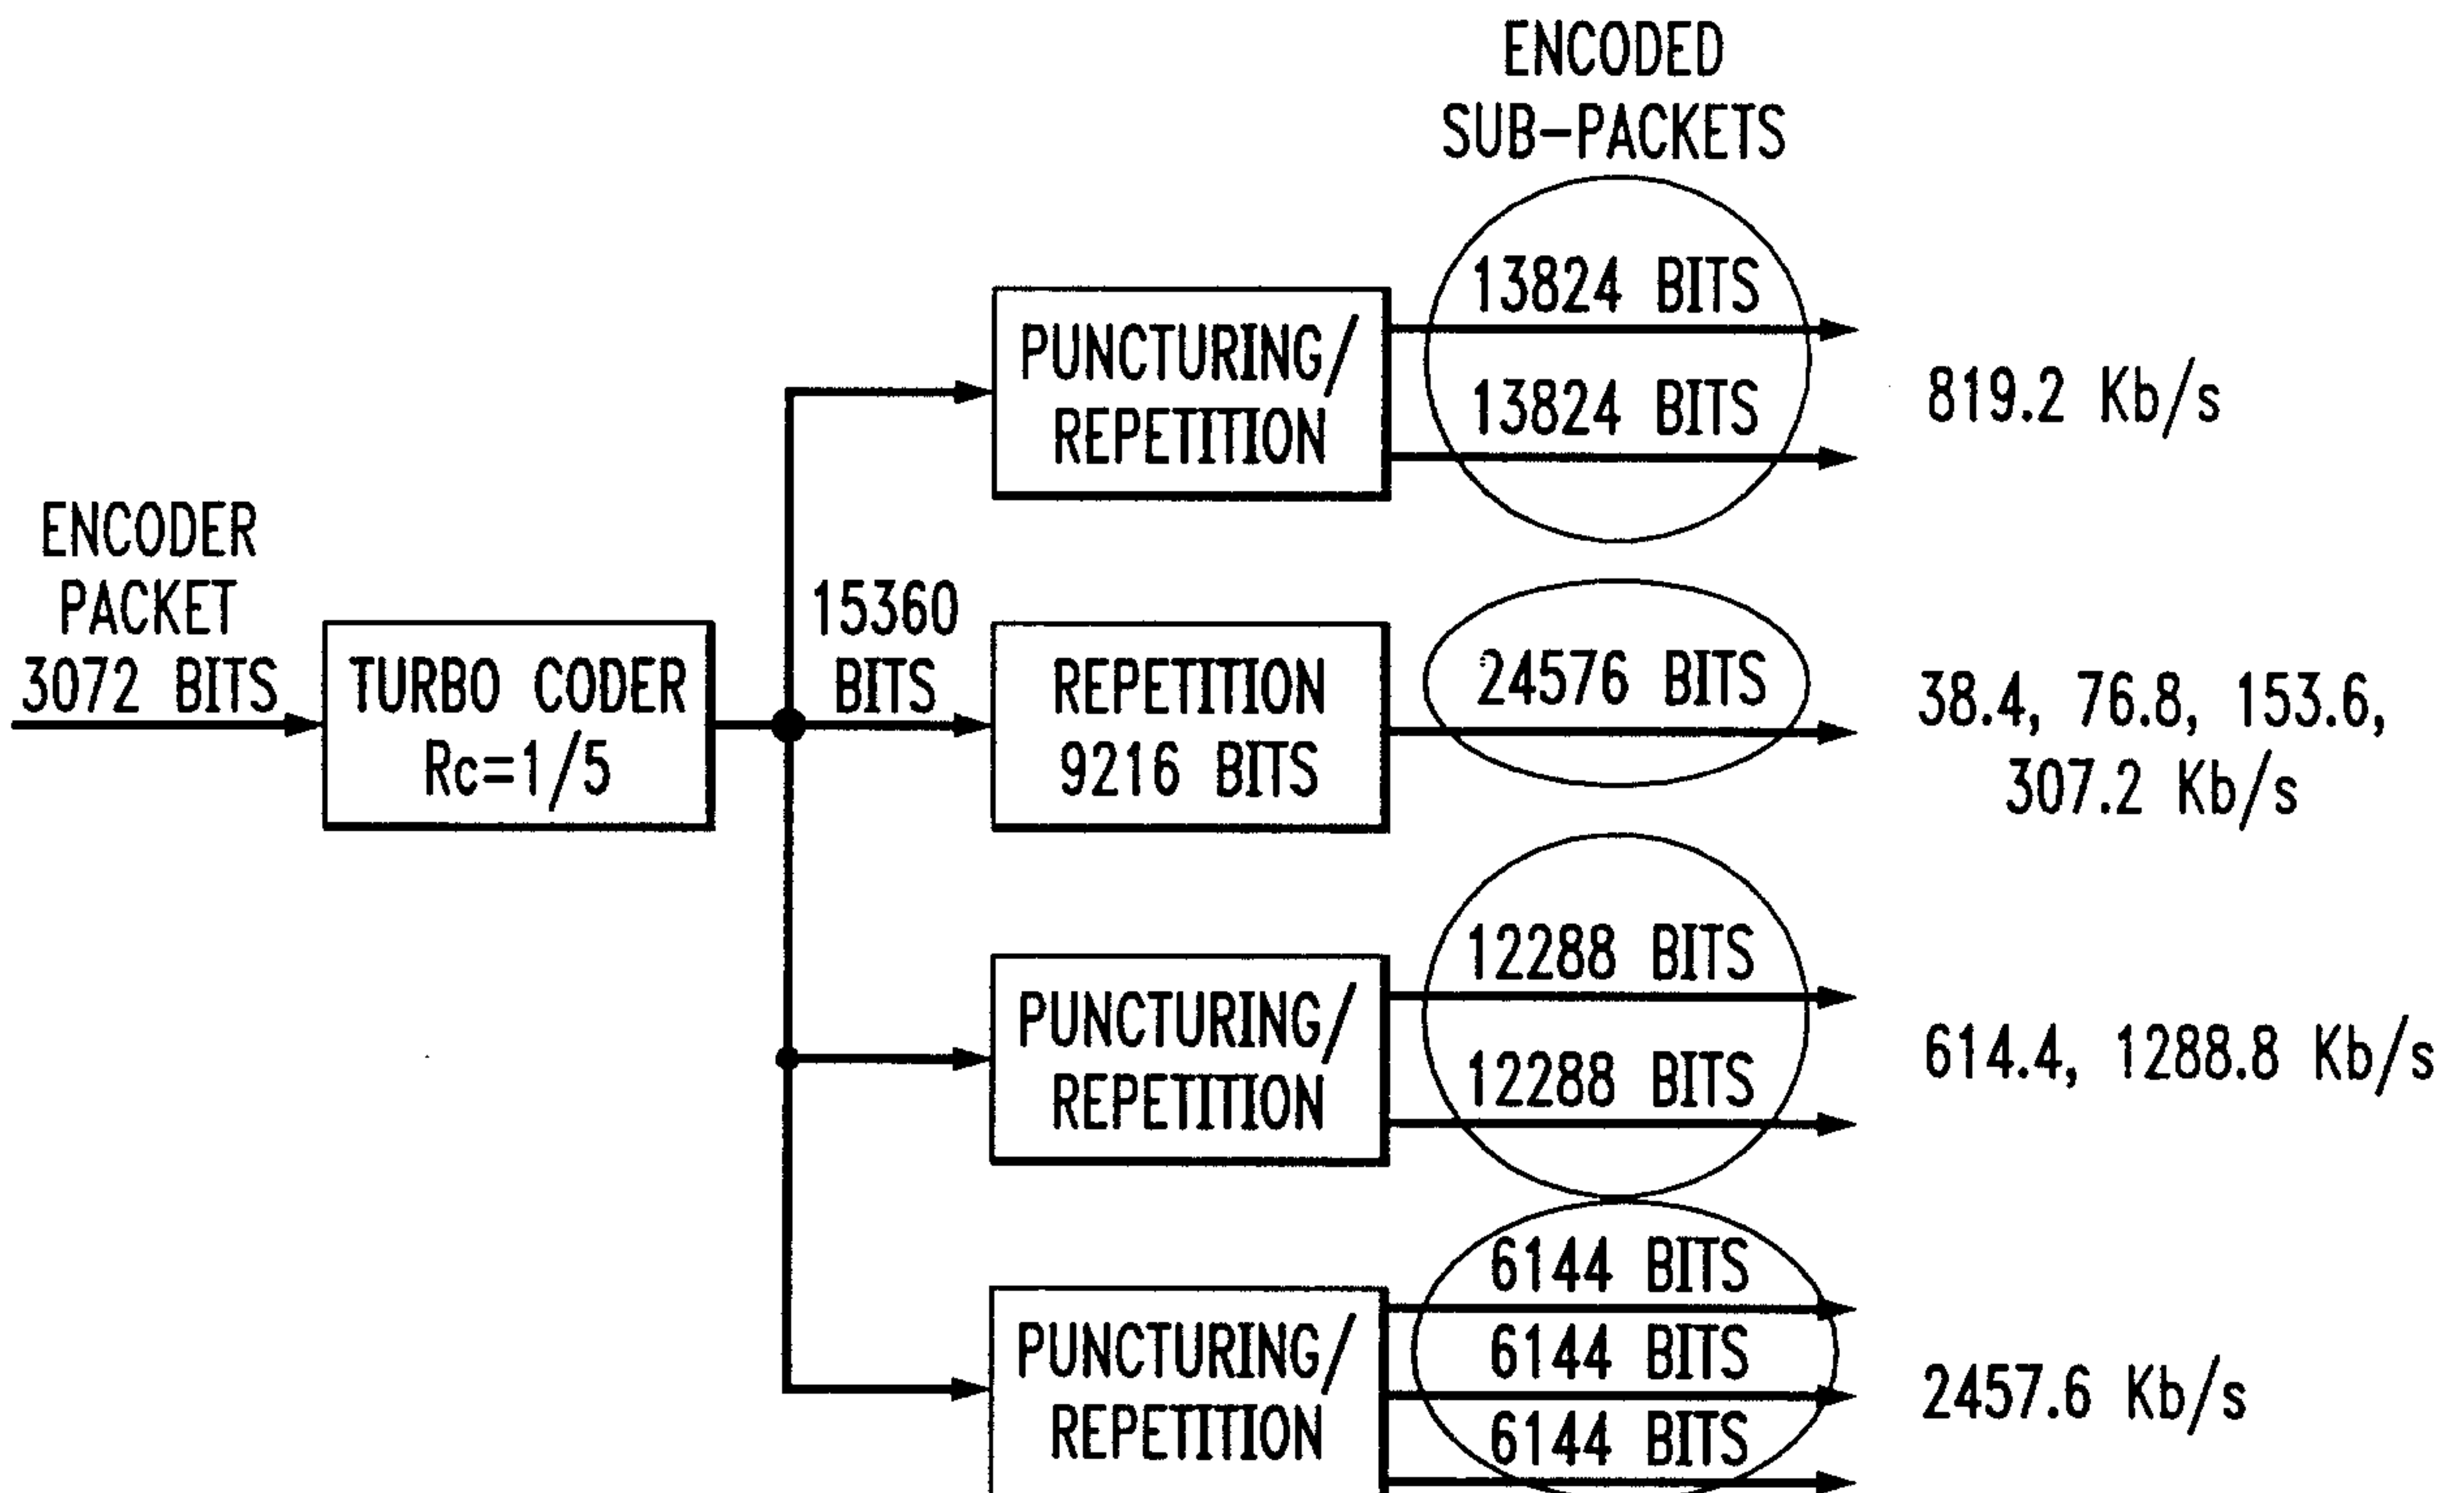 ENCODED
SUB-PACKETS
13824 BITS
PUNCTURING/
REPETITION
13824 BITS
819.2 Kb/s
ENCODER
PACKET
3072 BITS
TURBO CODER
Rc=1/5
15360
BITS
REPETITION
9216 BITS
24576 BITS
38.4, 76.8, 153.6,
307.2 Kb/s
PUNCTURING/
REPETITION
12288 BITS
12288 BITS
614.4, 1288.8 Kb/s
PUNCTURING/
REPETITION
6144 BITS
6144 BITS
6144 BITS
2457.6 Kb/s